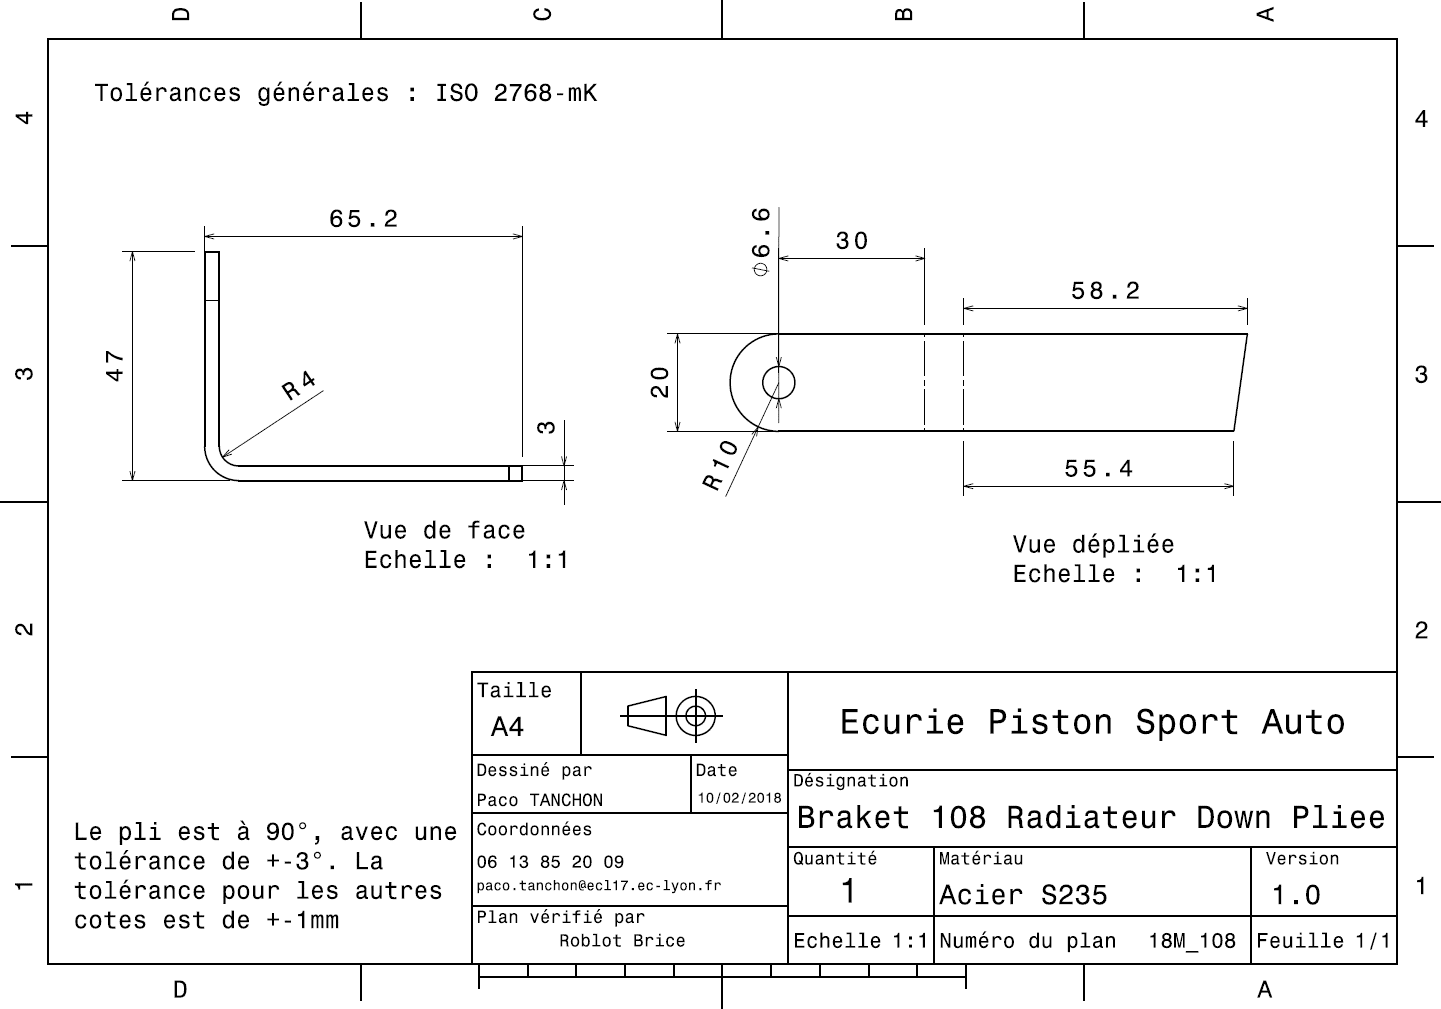 D C B A
4 4
Tolérances générales : ISO 2768-mK
65.2
47
R4
3
Vue de face
Echelle : 1:1
⌀6.6
30
58.2
20
R10
55.4
Vue dépliée
Echelle : 1:1
3 3
2 2
1 1
Le pli est à 90°, avec une
tolérance de +-3°. La
tolérance pour les autres
cotes est de +-1mm
Taille
A4
Ecurie Piston Sport Auto
Dessiné par
Paco TANCHON
Date
10/02/2018
Désignation
Braket 108 Radiateur Down Pliee
Coordonnées
06 13 85 20 09
paco.tanchon@ecl17.ec-lyon.fr
Quantité
1
Matériau
Acier S235
Version
1.0
Plan vérifié par
Roblot Brice
Echelle 1:1
Numéro du plan 18M_108
Feuille 1/1
D A